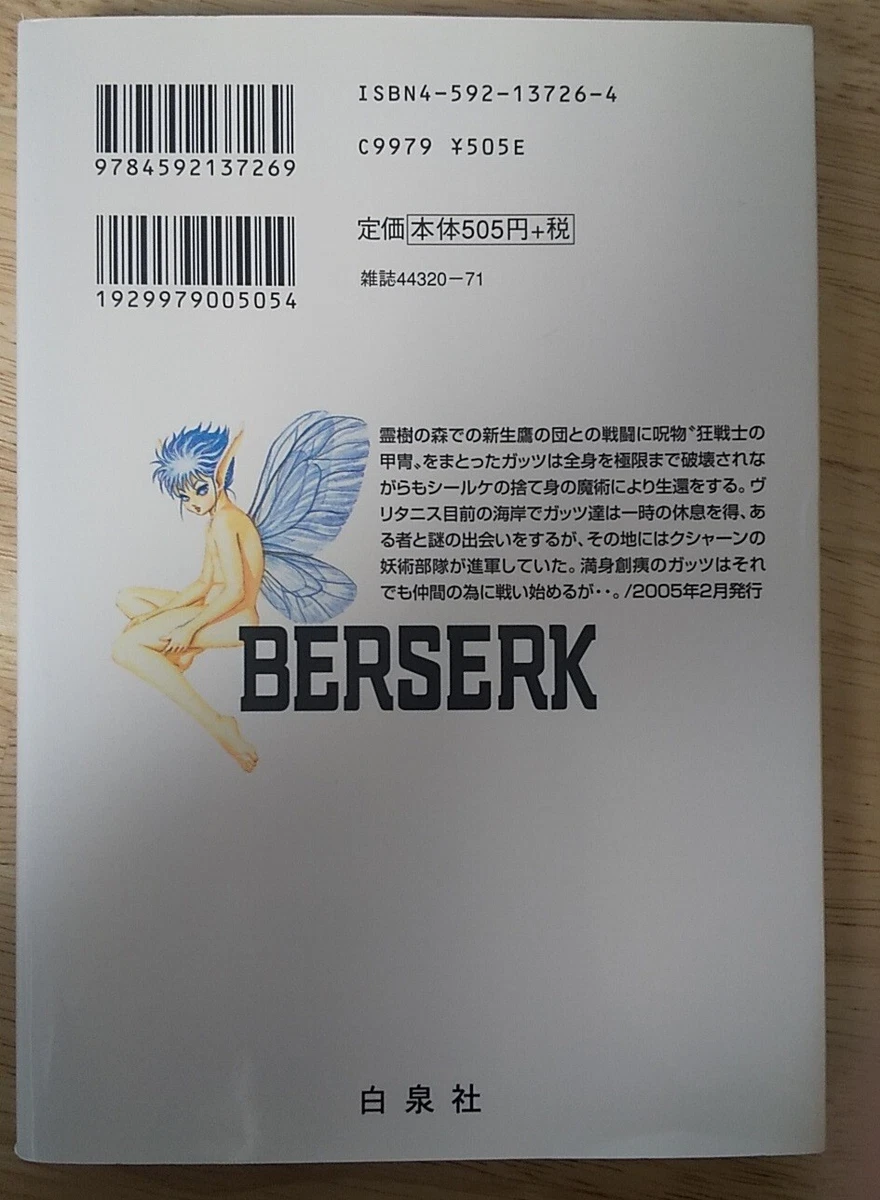 ISBN4-592-13726-4
9784592137269
C9979 ¥505E
定価本体505円+税
雑誌44320-71
1929979005054
霊樹の森での新生鷹の団との戦闘に呪物〝狂戦士の
甲冑〟をまとったガッツは全身を極限まで破壊されな
がらもシールケの捨て身の魔術により生還をする。ヴ
リタニス目前の海岸でガッツ達は一時の休息を得、あ
る者と謎の出会いをするが、その地にはクシャーンの
妖術部隊が進軍していた。満身創痍のガッツはそれ
でも仲間の為に戦い始めるが‥。/2005年2月発行
BERSERK
白泉社